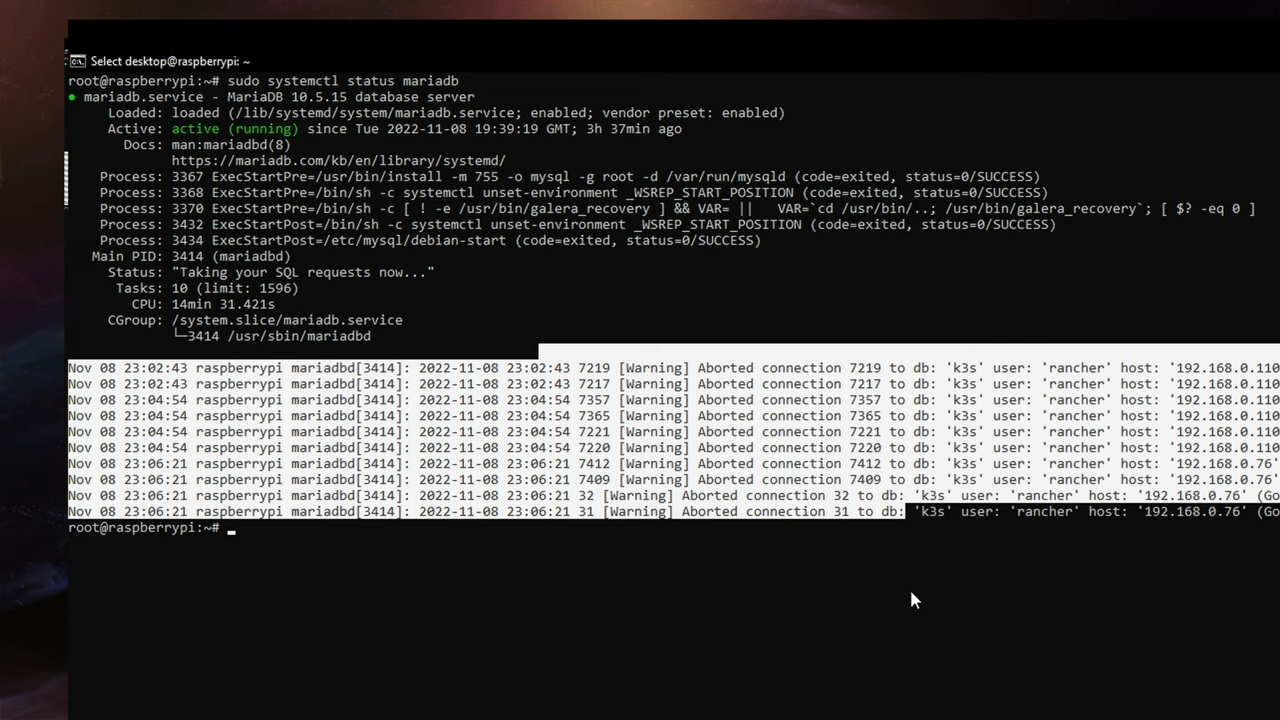 Select desktop@raspberrypi: ~
root@raspberrypi:~# sudo systemctl status mariadb
● mariadb.service - MariaDB 10.5.15 database server
Loaded: loaded (/lib/systemd/system/mariadb.service; enabled; vendor preset: enabled)
Active: active (running) since Tue 2022-11-08 19:39:19 GMT; 3h 37min ago
Docs: man:mariadbd(8)
https://mariadb.com/kb/en/library/systemd/
Process: 3367 ExecStartPre=/usr/bin/install -m 755 -o mysql -g root -d /var/run/mysqld (code=exited, status=0/SUCCESS)
Process: 3368 ExecStartPre=/bin/sh -c systemctl unset-environment _WSREP_START_POSITION (code=exited, status=0/SUCCESS)
Process: 3370 ExecStartPre=/bin/sh -c [ ! -e /usr/bin/galera_recovery ] && VAR= ||   VAR=`cd /usr/bin/..; /usr/bin/galera_recovery`; [ $? -eq 0 ]
Process: 3432 ExecStartPost=/bin/sh -c systemctl unset-environment _WSREP_START_POSITION (code=exited, status=0/SUCCESS)
Process: 3434 ExecStartPost=/etc/mysql/debian-start (code=exited, status=0/SUCCESS)
Main PID: 3414 (mariadbd)
Status: "Taking your SQL requests now..."
Tasks: 10 (limit: 1596)
CPU: 14min 31.421s
CGroup: /system.slice/mariadb.service
└─3414 /usr/sbin/mariadbd
Nov 08 23:02:43 raspberrypi mariadbd[3414]: 2022-11-08 23:02:43 7219 [Warning] Aborted connection 7219 to db: 'k3s' user: 'rancher' host: '192.168.0.110
Nov 08 23:02:43 raspberrypi mariadbd[3414]: 2022-11-08 23:02:43 7217 [Warning] Aborted connection 7217 to db: 'k3s' user: 'rancher' host: '192.168.0.110
Nov 08 23:04:54 raspberrypi mariadbd[3414]: 2022-11-08 23:04:54 7357 [Warning] Aborted connection 7357 to db: 'k3s' user: 'rancher' host: '192.168.0.110
Nov 08 23:04:54 raspberrypi mariadbd[3414]: 2022-11-08 23:04:54 7365 [Warning] Aborted connection 7365 to db: 'k3s' user: 'rancher' host: '192.168.0.110
Nov 08 23:04:54 raspberrypi mariadbd[3414]: 2022-11-08 23:04:54 7221 [Warning] Aborted connection 7221 to db: 'k3s' user: 'rancher' host: '192.168.0.110
Nov 08 23:04:54 raspberrypi mariadbd[3414]: 2022-11-08 23:04:54 7220 [Warning] Aborted connection 7220 to db: 'k3s' user: 'rancher' host: '192.168.0.110
Nov 08 23:06:21 raspberrypi mariadbd[3414]: 2022-11-08 23:06:21 7412 [Warning] Aborted connection 7412 to db: 'k3s' user: 'rancher' host: '192.168.0.76'
Nov 08 23:06:21 raspberrypi mariadbd[3414]: 2022-11-08 23:06:21 7409 [Warning] Aborted connection 7409 to db: 'k3s' user: 'rancher' host: '192.168.0.76'
Nov 08 23:06:21 raspberrypi mariadbd[3414]: 2022-11-08 23:06:21 32 [Warning] Aborted connection 32 to db: 'k3s' user: 'rancher' host: '192.168.0.76' (Go
Nov 08 23:06:21 raspberrypi mariadbd[3414]: 2022-11-08 23:06:21 31 [Warning] Aborted connection 31 to db: 'k3s' user: 'rancher' host: '192.168.0.76' (Go
root@raspberrypi:~#